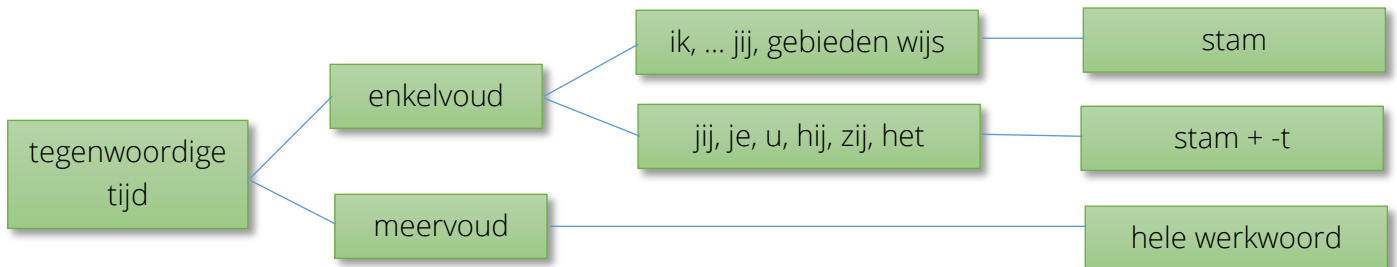 ik, ... jij, gebieden wijs
stam
enkelvoud
jij, je, u, hij, zij, het
stam + -t
tegenwoordige
tijd
meervoud
hele werkwoord